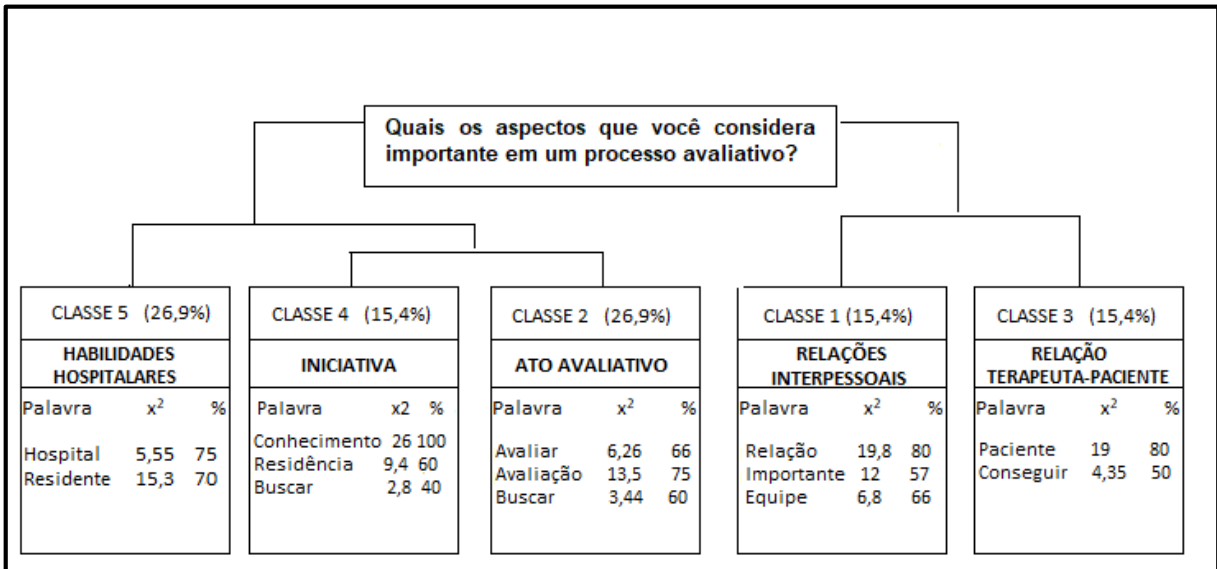 Quais os aspectos que você considera
importante em um processo avaliativo?
CLASSE 5 (26,9%)
HABILIDADES
HOSPITALARES
Palavra x² %
Hospital 5,55 75
Residente 15,3 70
CLASSE 4 (15,4%)
INICIATIVA
Palavra x2 %
Conhecimento 26 100
Residência 9,4 60
Buscar 2,8 40
CLASSE 2 (26,9%)
ATO AVALIATIVO
Palavra x² %
Avaliar 6,26 66
Avaliação 13,5 75
Buscar 3,44 60
CLASSE 1 (15,4%)
RELAÇÕES
INTERPESSOAIS
Palavra x² %
Relação 19,8 80
Importante 12 57
Equipe 6,8 66
CLASSE 3 (15,4%)
RELAÇÃO
TERAPEUTA-PACIENTE
Palavra x² %
Paciente 19 80
Conseguir 4,35 50